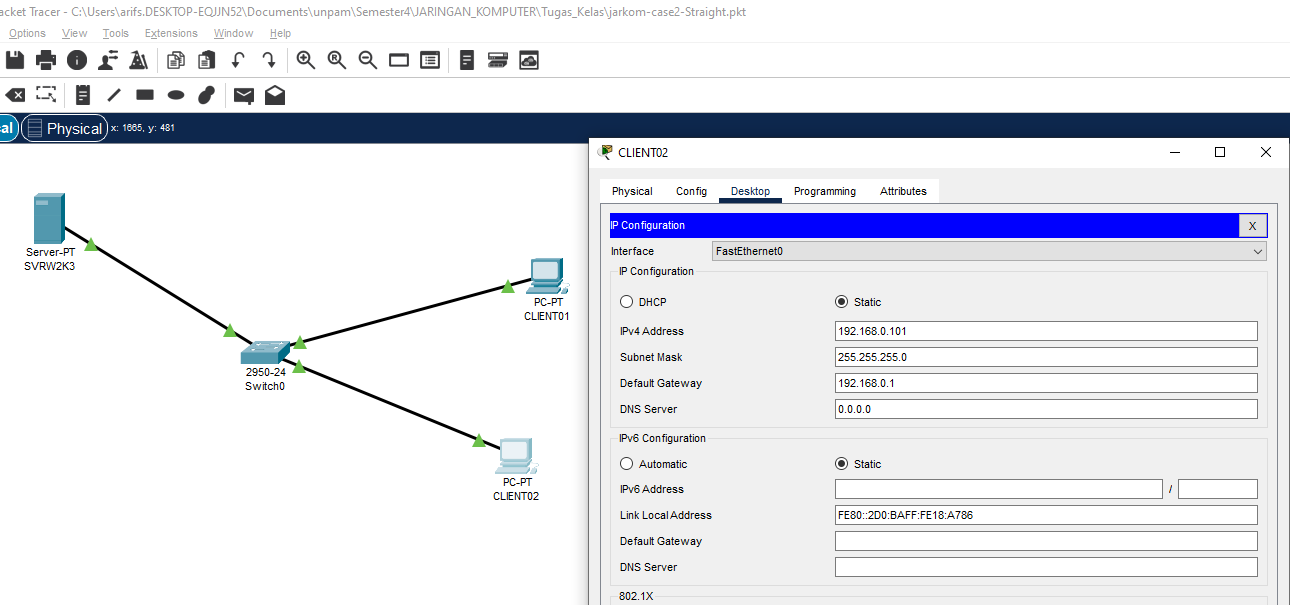 acket Tracer - C:\Users\arifs.DESKTOP-EQJJN52\Documents\unpam\Semester4\JARINGAN_KOMPUTER\Tugas_Kelas\jarkom-case2-Straight.pkt
Options View Tools Extensions Window Help
al Physical x: 1665, y: 481
CLIENT02
Physical Config Desktop Programming Attributes
IP Configuration X
Interface FastEthernet0
IP Configuration
DHCP Static
IPv4 Address 192.168.0.101
Subnet Mask 255.255.255.0
Default Gateway 192.168.0.1
DNS Server 0.0.0.0
IPv6 Configuration
Automatic Static
IPv6 Address /
Link Local Address FE80::2D0:BAFF:FE18:A786
Default Gateway
DNS Server
802.1X
Server-PT
SVRW2K3
PC-PT
CLIENT01
2950-24
Switch0
PC-PT
CLIENT02